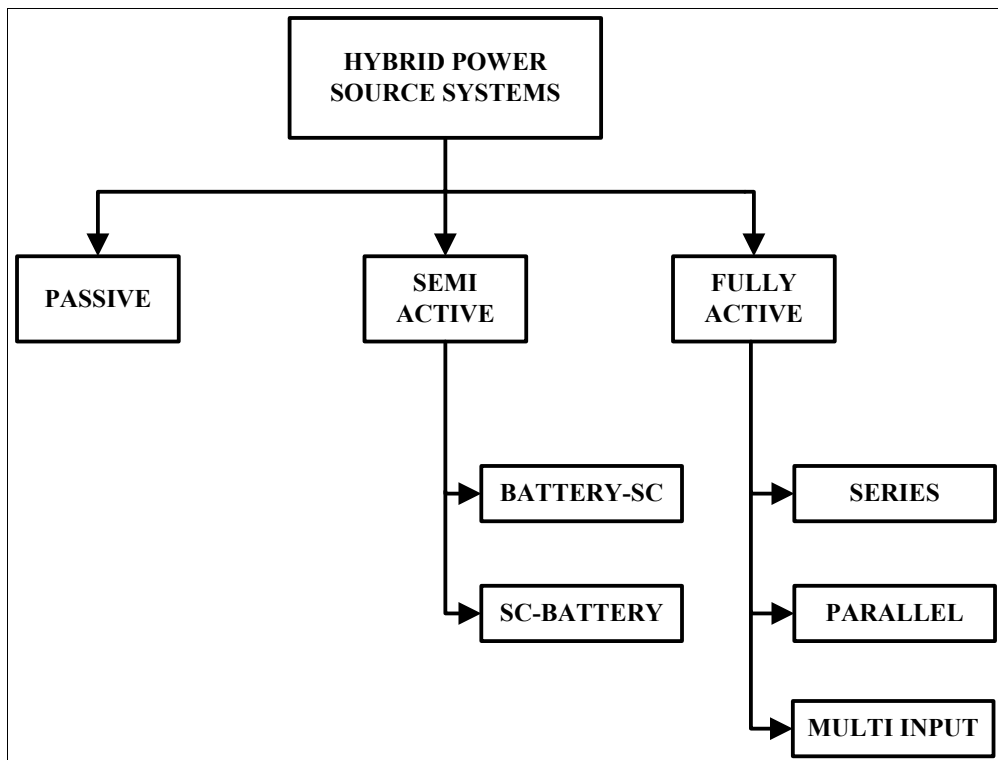 HYBRID POWER
SOURCE SYSTEMS
PASSIVE
SEMI
ACTIVE
FULLY
ACTIVE
BATTERY-SC
SERIES
SC-BATTERY
PARALLEL
MULTI INPUT